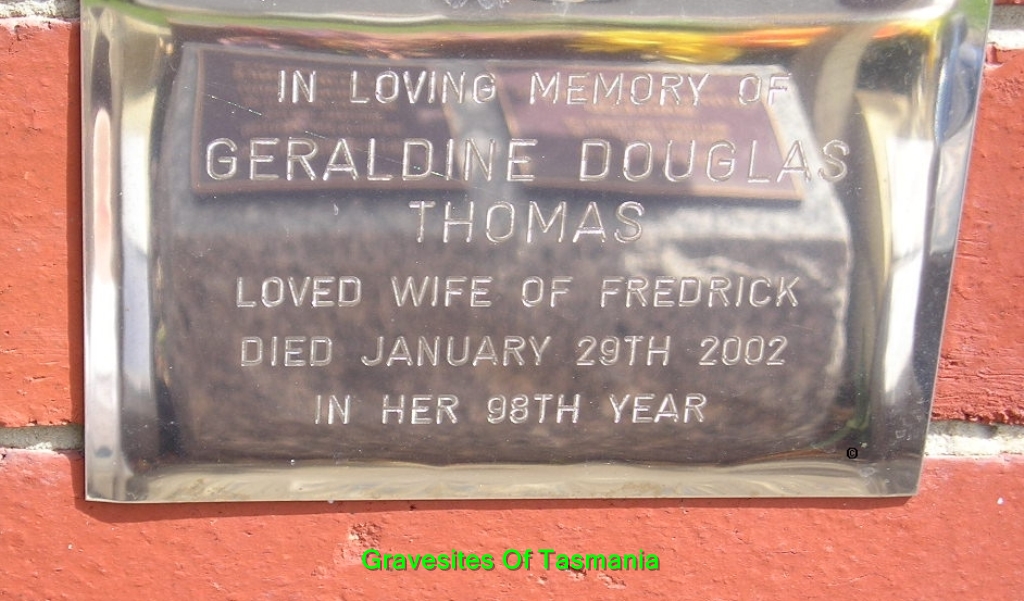 IN LOVING MEMORY OF
GERALDINE DOUGLAS
THOMAS
LOVED WIFE OF FREDRICK
DIED JANUARY 29TH 2002
IN HER 98TH YEAR
©
Gravesites Of Tasmania